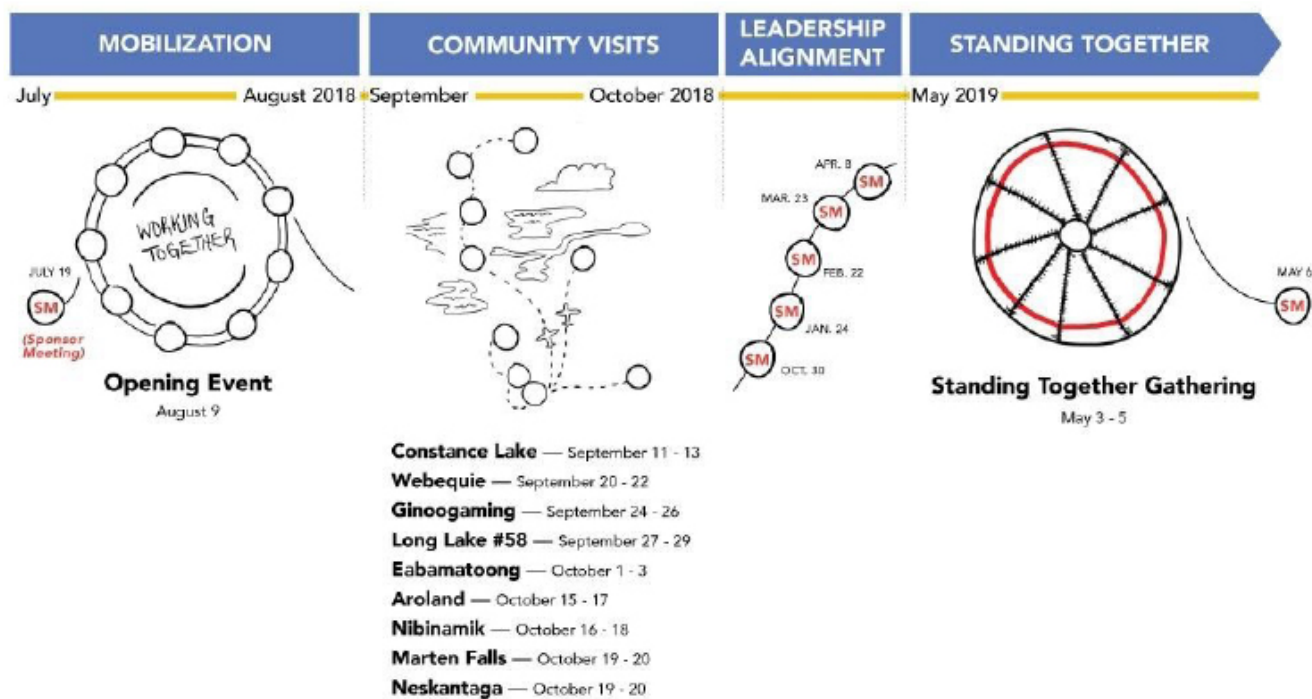 MOBILIZATION
COMMUNITY VISITS
LEADERSHIP
ALIGNMENT
STANDING TOGETHER
July
August 2018
September
October 2018
May 2019
WORKING
TOGETHER
JULY 19
SM
(Sponsor
Meeting)
Opening Event
August 9
APR. 8
SM
MAR. 23
SM
SM
FEB. 22
SM
JAN. 24
SM
OCT. 30
MAY 6
SM
Standing Together Gathering
May 3 - 5
Constance Lake — September 11 - 13
Webequie — September 20 - 22
Ginoogaming — September 24 - 26
Long Lake #58 — September 27 - 29
Eabamatoong — October 1 - 3
Aroland — October 15 - 17
Nibinamik — October 16 - 18
Marten Falls — October 19 - 20
Neskantaga — October 19 - 20